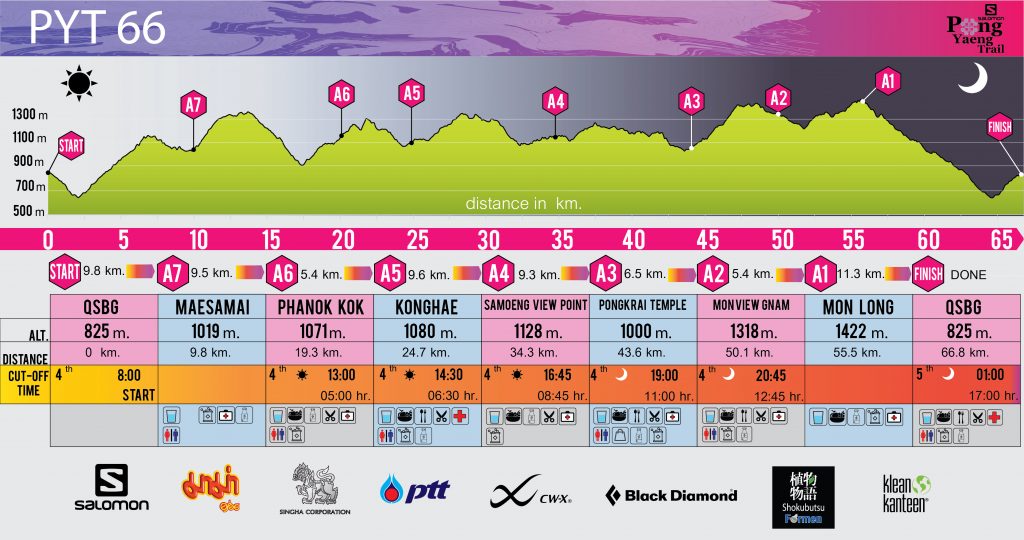 PYT 66
SALOMON
Pong
Yaeng
Trail
A1
A6
A5
A2
A7
A4
A3
1300 m
1100 m
900 m
700 m
500 m
START
FINISH
distance in km.
0 5 10 15 20 25 30 35 40 45 50 55 60 65
START 9.8 km. A7 9.5 km. A6 5.4 km. A5 9.6 km. A4 9.3 km. A3 6.5 km. A2 5.4 km. A1 11.3 km. FINISH DONE
QSBG MAESAMAI PHANOK KOK KONGHAE SAMOENG VIEW POINT PONGKRAI TEMPLE MONVIEW GNAM MON LONG QSBG
ALT. 825 m. 1019 m. 1071 m. 1080 m. 1128 m. 1000 m. 1318 m. 1422 m. 825 m.
DISTANCE 0 km. 9.8 km. 19.3 km. 24.7 km. 34.3 km. 43.6 km. 50.1 km. 55.5 km. 66.8 km.
CUT-OFF 4th 8:00 4th 13:00 4th 14:30 4th 16:45 4th 19:00 4th 20:45 5th 01:00
TIME START 05:00 hr. 06:30 hr. 08:45 hr. 11:00 hr. 12:45 hr. 17:00 hr.
SALOMON
SINGHA CORPORATION
ptt
CW-X®
Black Diamond
植物
物語
Shokubutsu
Formen
klean
kanteen®